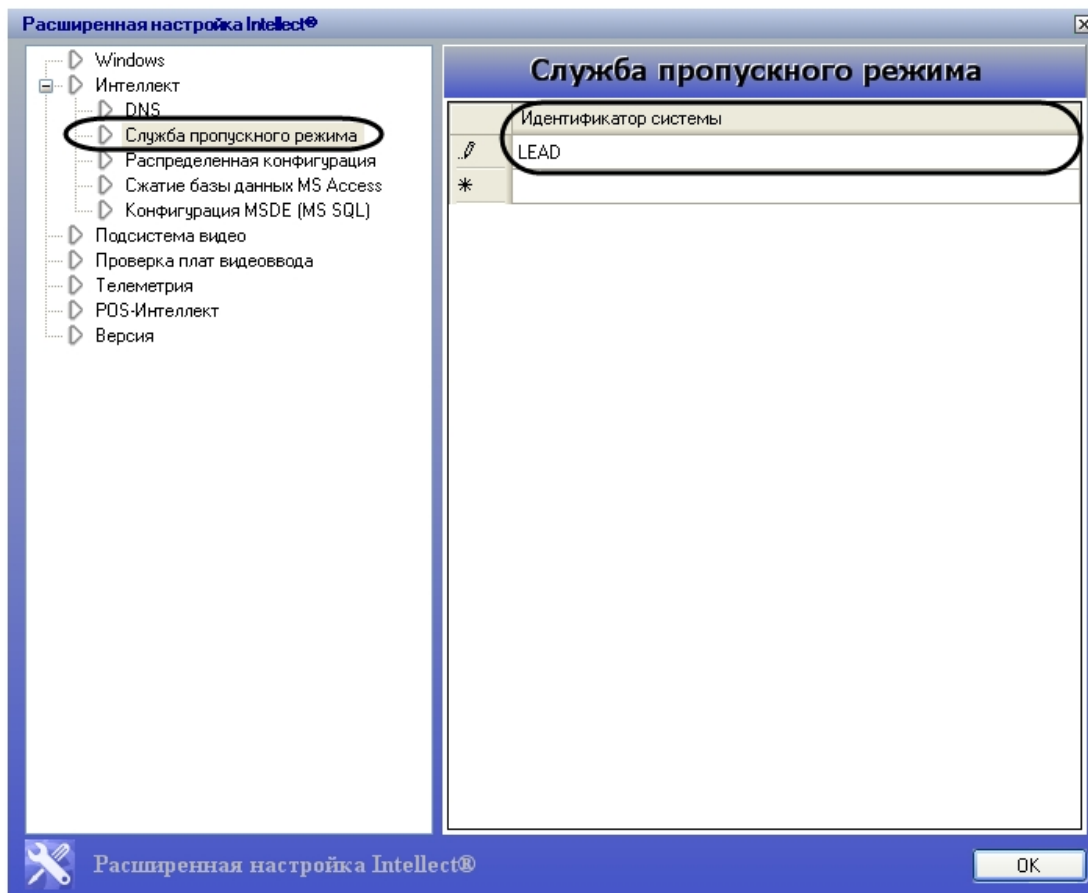 Расширенная настройка Intellect®
Windows
Интеллект
DNS
Служба пропускного режима
Распределенная конфигурация
Сжатие базы данных MS Access
Конфигурация MSDE (MS SQL)
Подсистема видео
Проверка плат видеоввода
Телеметрия
POS-Интеллект
Версия
Служба пропускного режима
Идентификатор системы
LEAD
Расширенная настройка Intellect®
OK